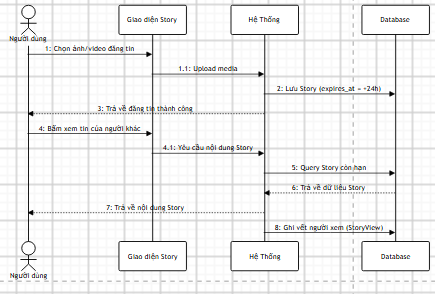 Người dùng
Giao diện Story
Hệ Thống
Database
1: Chọn ảnh/video đăng tin
1.1: Upload media
2: Lưu Story (expires_at = +24h)
3: Trả về đăng tin thành công
4: Bấm xem tin của người khác
4.1: Yêu cầu nội dung Story
5: Query Story còn hạn
6: Trả về dữ liệu Story
7: Trả về nội dung Story
8: Ghi vết người xem (StoryView)
Người dùng
Giao diện Story
Hệ Thống
Database